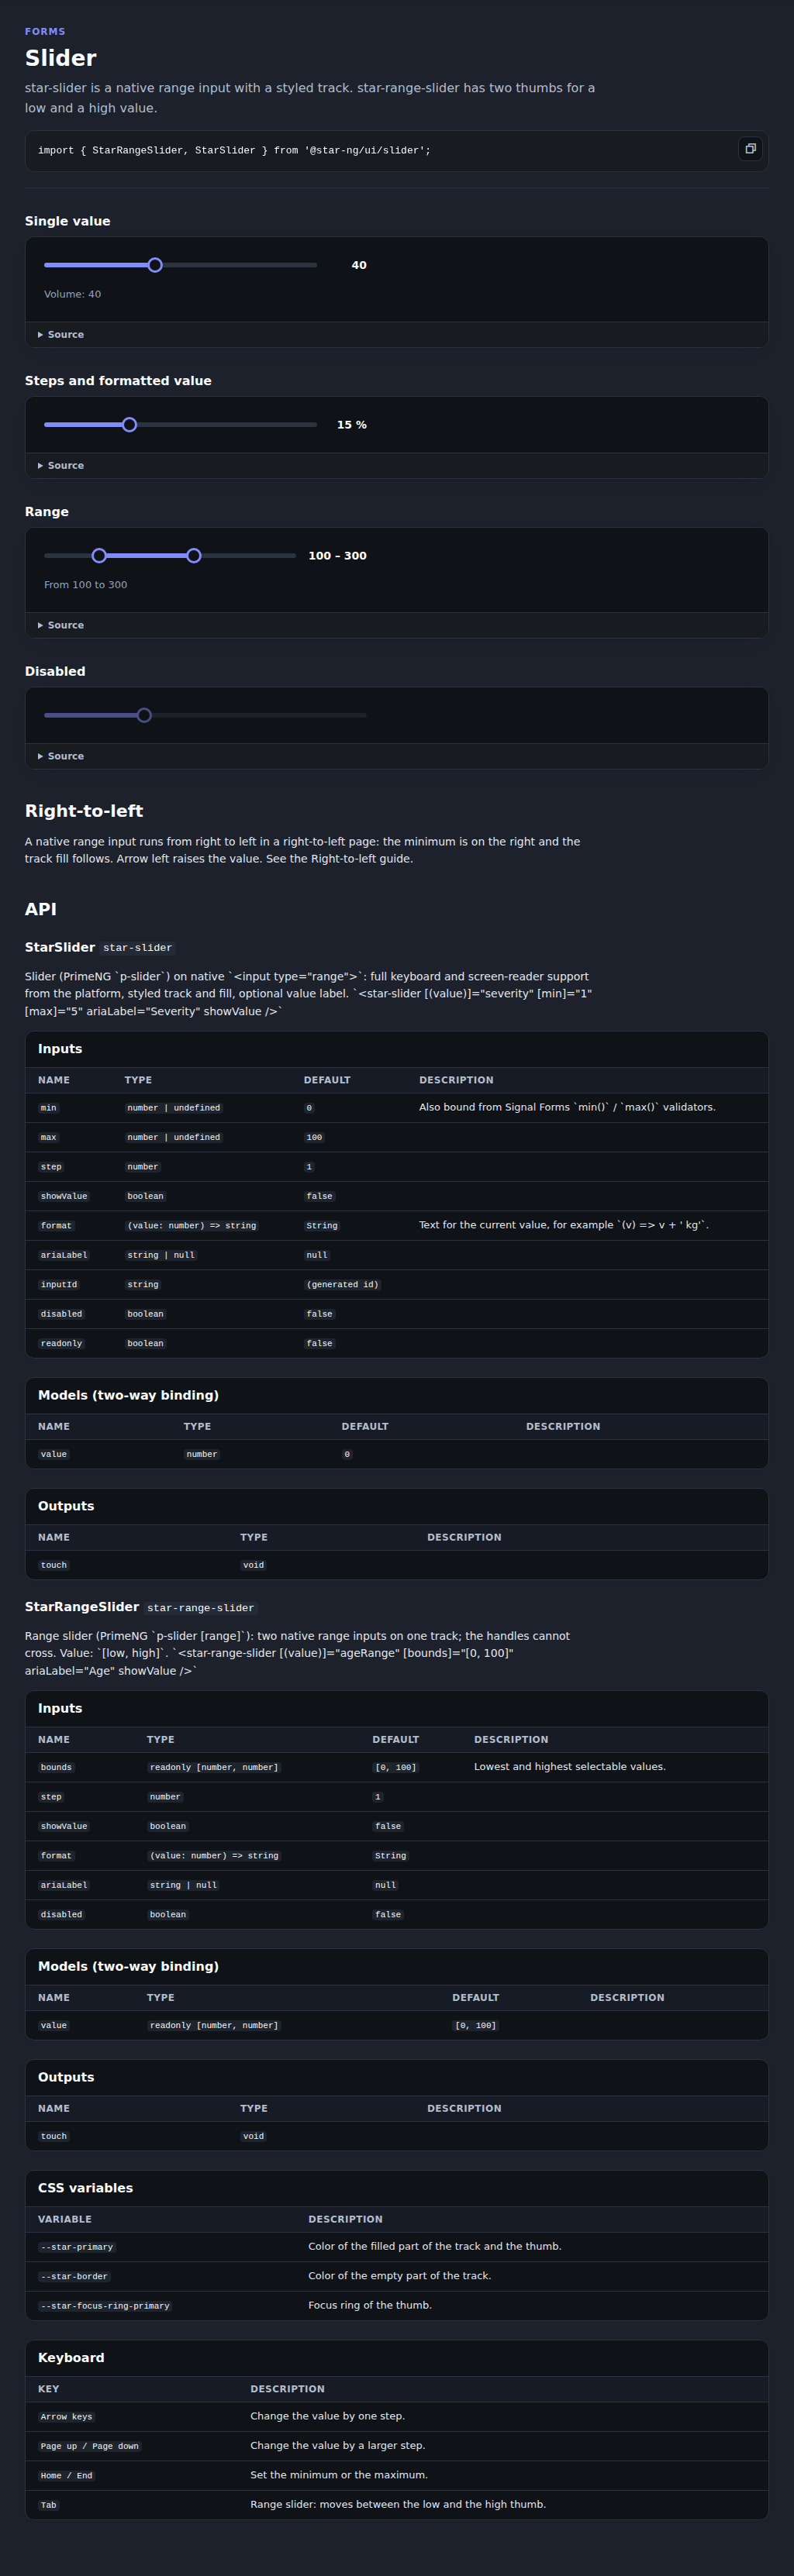 FORMS
Slider
star-slider is a native range input with a styled track. star-range-slider has two thumbs for a
low and a high value.
import { StarRangeSlider, StarSlider } from '@star-ng/ui/slider';
Single value
40
Volume: 40
Source
Steps and formatted value
15 %
Source
Range
100 – 300
From 100 to 300
Source
Disabled
Source
Right-to-left
A native range input runs from right to left in a right-to-left page: the minimum is on the right and the
track fill follows. Arrow left raises the value. See the Right-to-left guide.
API
StarSlider star-slider
Slider (PrimeNG `p-slider`) on native `<input type="range">`: full keyboard and screen-reader support
from the platform, styled track and fill, optional value label. `<star-slider [(value)]="severity" [min]="1"
[max]="5" ariaLabel="Severity" showValue />`
Inputs
NAME TYPE DEFAULT DESCRIPTION
min number | undefined 0 Also bound from Signal Forms `min()` / `max()` validators.
max number | undefined 100
step number 1
showValue boolean false
format (value: number) => string String Text for the current value, for example `(v) => v + ' kg'`.
ariaLabel string | null null
inputId string (generated id)
disabled boolean false
readonly boolean false
Models (two-way binding)
NAME TYPE DEFAULT DESCRIPTION
value number 0
Outputs
NAME TYPE DESCRIPTION
touch void
StarRangeSlider star-range-slider
Range slider (PrimeNG `p-slider [range]`): two native range inputs on one track; the handles cannot
cross. Value: `[low, high]`. `<star-range-slider [(value)]="ageRange" [bounds]="[0, 100]"
ariaLabel="Age" showValue />`
Inputs
NAME TYPE DEFAULT DESCRIPTION
bounds readonly [number, number] [0, 100] Lowest and highest selectable values.
step number 1
showValue boolean false
format (value: number) => string String
ariaLabel string | null null
disabled boolean false
Models (two-way binding)
NAME TYPE DEFAULT DESCRIPTION
value readonly [number, number] [0, 100]
Outputs
NAME TYPE DESCRIPTION
touch void
CSS variables
VARIABLE DESCRIPTION
--star-primary Color of the filled part of the track and the thumb.
--star-border Color of the empty part of the track.
--star-focus-ring-primary Focus ring of the thumb.
Keyboard
KEY DESCRIPTION
Arrow keys Change the value by one step.
Page up / Page down Change the value by a larger step.
Home / End Set the minimum or the maximum.
Tab Range slider: moves between the low and the high thumb.